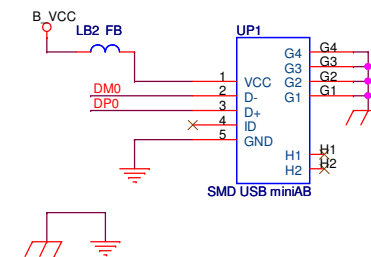 B_VCC
LB2 FB
UP1
1 VCC
DM0 2 D-
DP0 3 D+
4 ID
5 GND
G4 G4
G3 G3
G2 G2
G1 G1
H1 H1
H2 H2
SMD USB miniAB